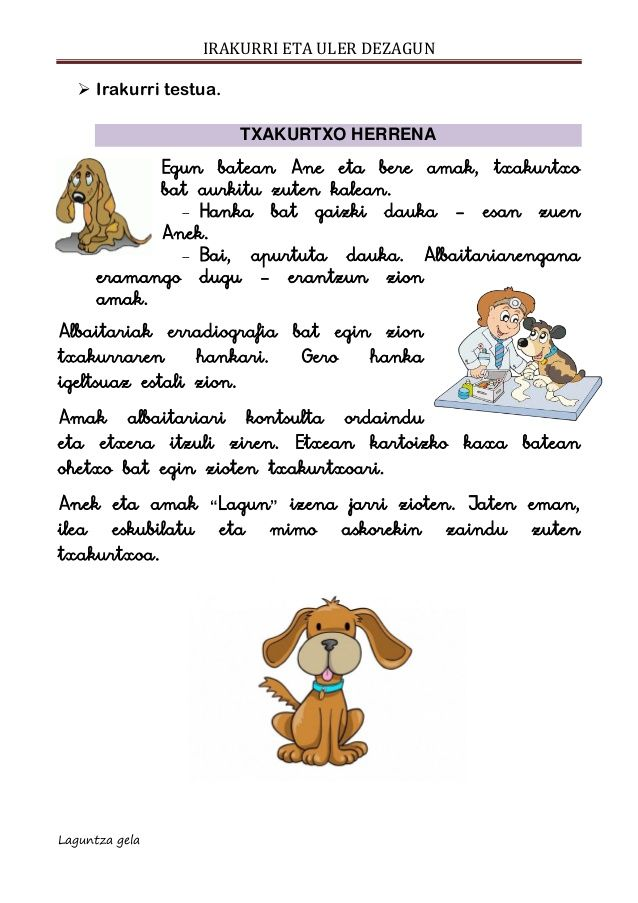 IRAKURRI ETA ULER DEZAGUN
➢ Irakurri testua.
TXAKURTXO HERRENA
Egun batean Ane eta bere amak, txakurtxo
bat aurkitu zuten kalean.
– Hanka bat gaizki dauka – esan zuen
Anek.
– Bai, apurtuta dauka. Albaitariarengana
eramango dugu – erantzun zion
amak.
Albaitariak erradiografia bat egin zion
txakurraren hankari. Gero hanka
igeltsuaz estali zion.
Amak albaitariari kontsulta ordaindu
eta etxera itzuli ziren. Etxean kartoizko kaxa batean
ohetxo bat egin zioten txakurtxoari.
Anek eta amak “Lagun” izena jarri zioten. Jaten eman,
ilea eskubilatu eta mimo askorekin zaindu zuten
txakurtxoa.
Laguntza gela